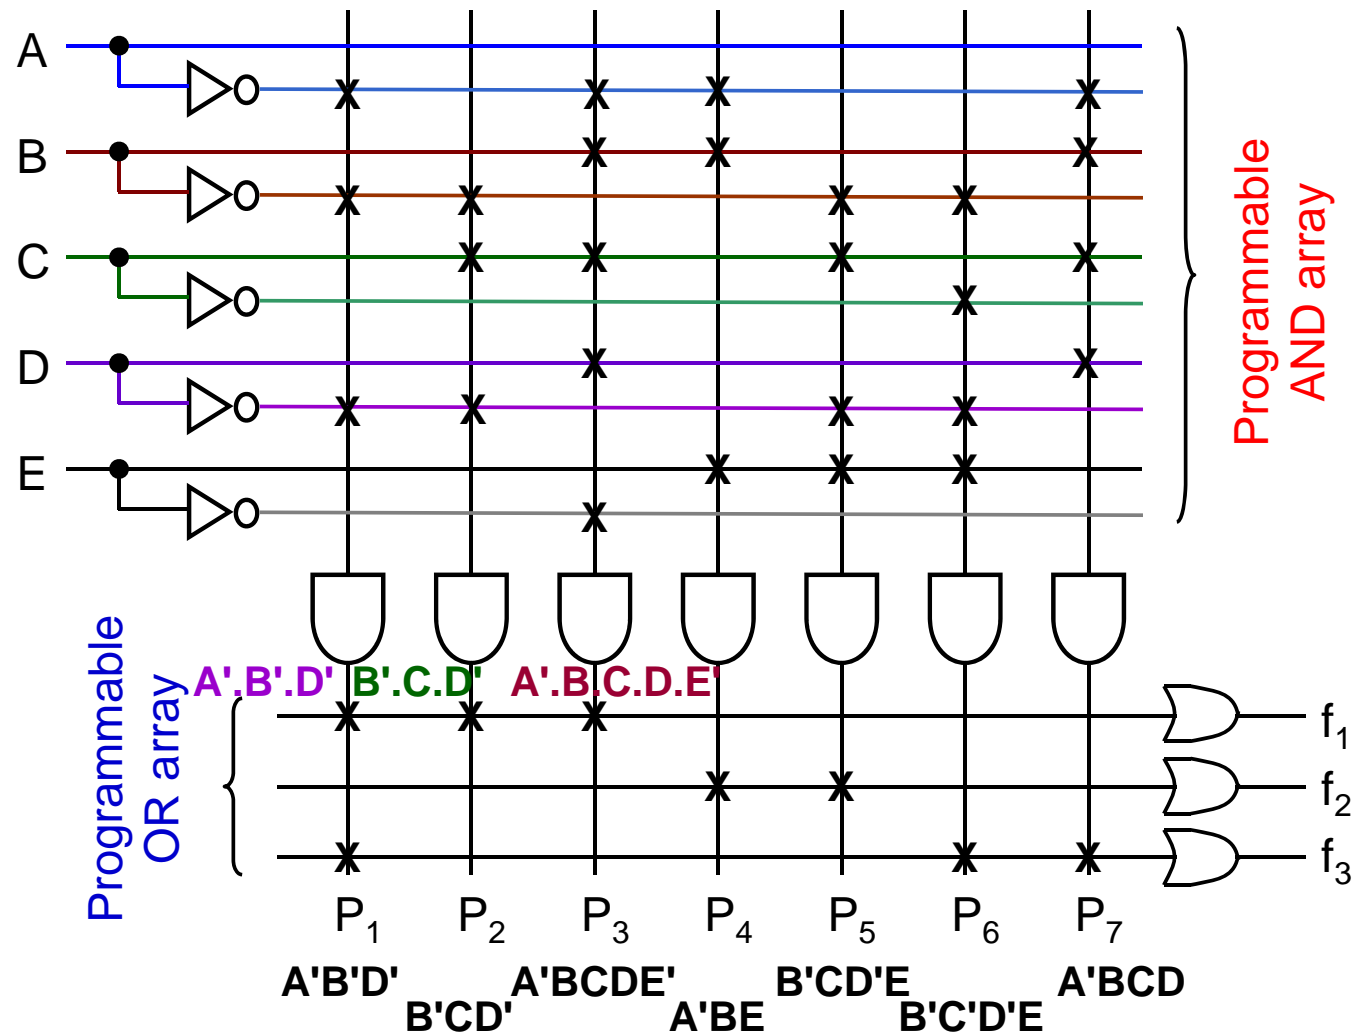 A
B
C
D
E
Programmable
AND array
Programmable
OR array
A'.B'.D' B'.C.D' A'.B.C.D.E'
f1
f2
f3
P1 P2 P3 P4 P5 P6 P7
A'B'D' A'BCDE' B'CD'E A'BCD
B'CD' A'BE B'C'D'E